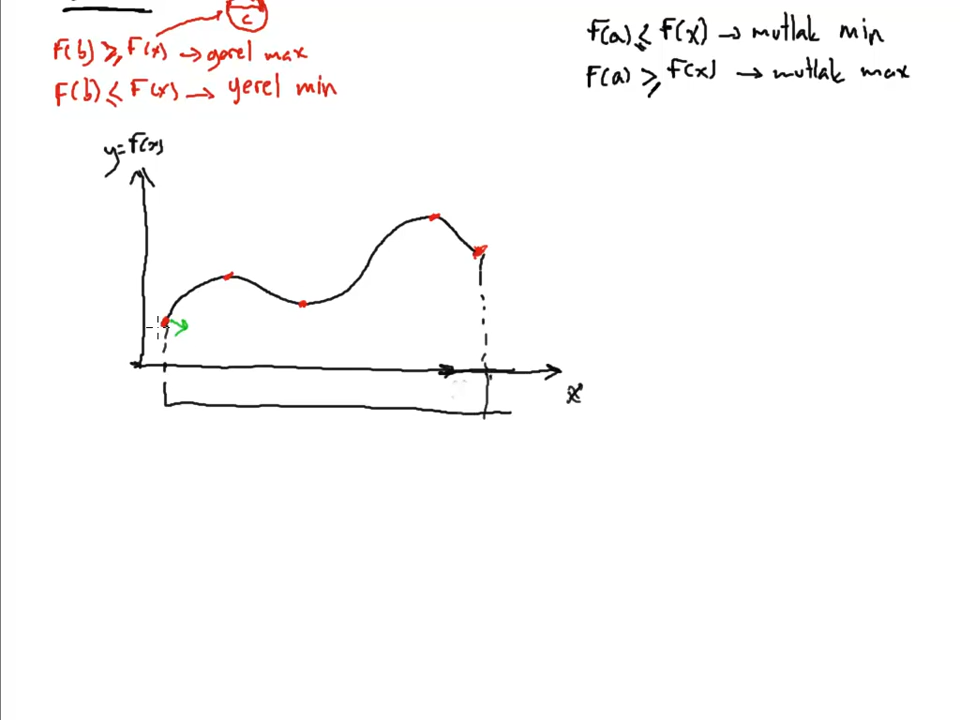 c
F(b) ≥ F(x) → yerel max
F(b) ≤ F(x) → yerel min
F(a) ≤ F(x) → mutlak min
F(a) ≥ F(x) → mutlak max
y=F(x)
x